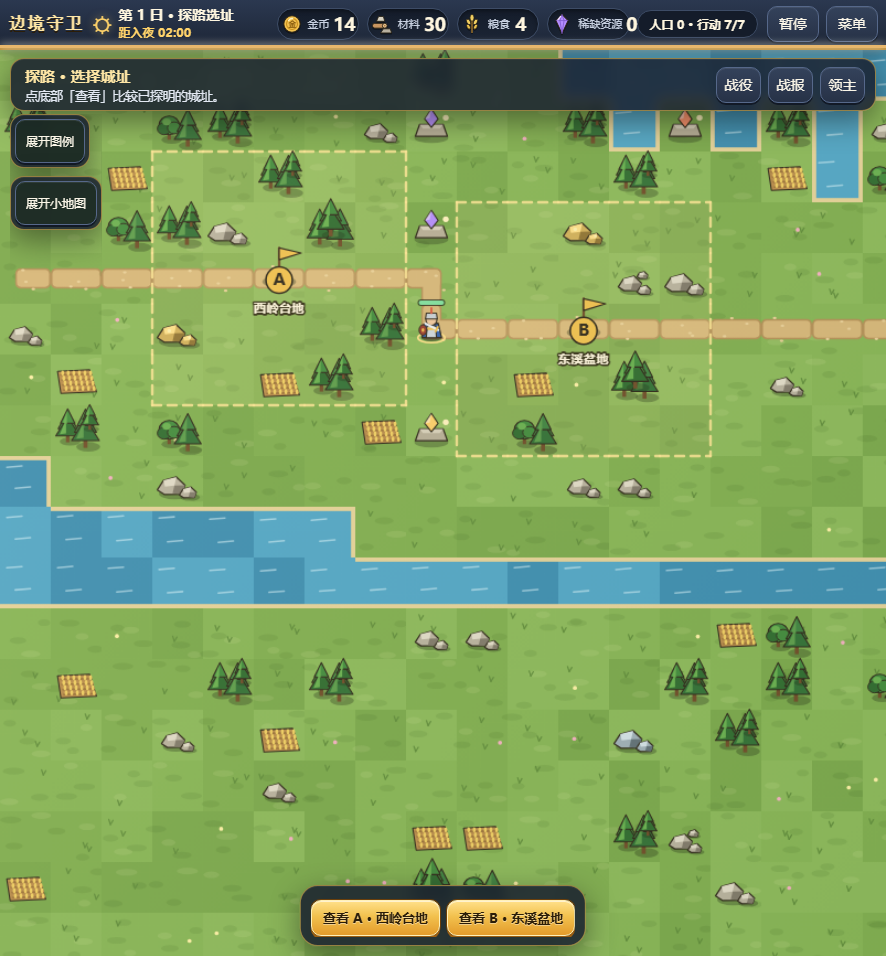 边境守卫
第 1 日 • 探路选址
距入夜 02:00
金币 14
材料 30
粮食 4
稀缺资源 0
人口 0 • 行动 7/7
暂停
菜单
探路 • 选择城址
点底部「查看」比较已探明的城址。
战役
战报
领主
展开图例
展开小地图
A
西岭台地
B
东溪盆地
查看 A • 西岭台地
查看 B • 东溪盆地